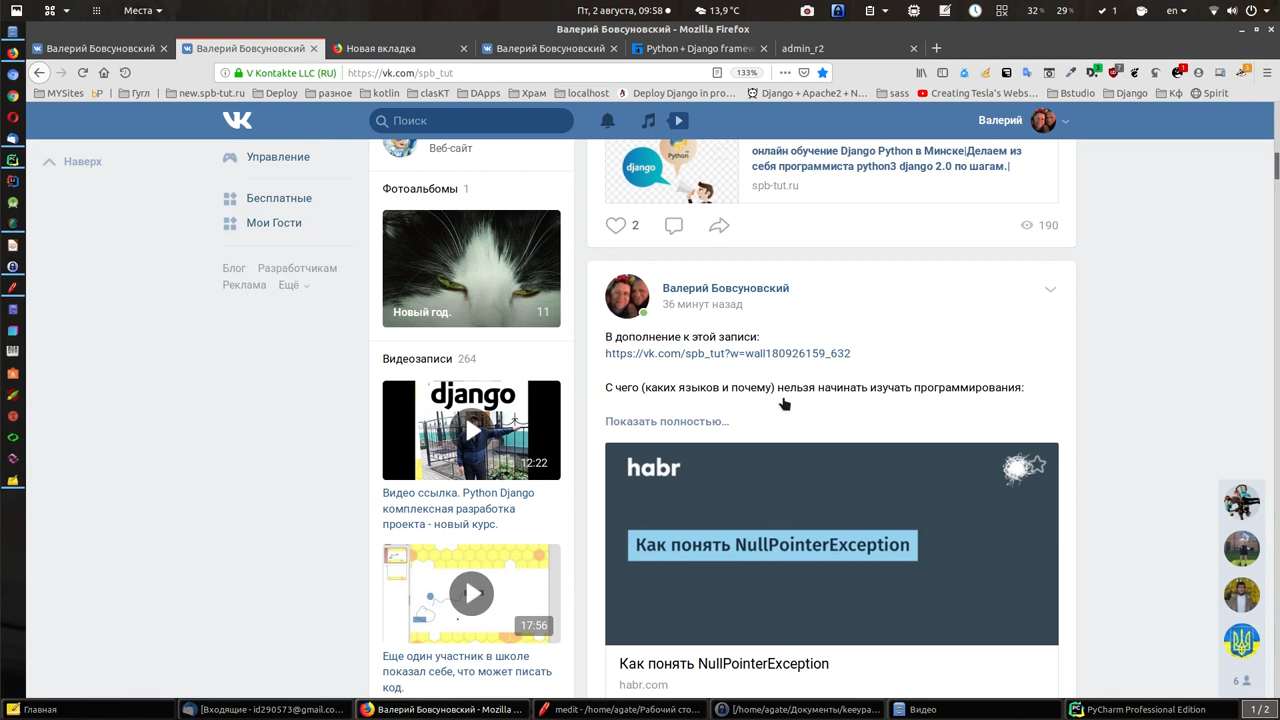 Места
Пт, 2 августа, 09:58
13,9°C
en
32%
29%
Валерий Бовсуновский - Mozilla Firefox
Валерий Бовсуновский
Валерий Бовсуновский
Новая вкладка
Валерий Бовсуновский
Python + Django framew
admin_r2
V Kontakte LLC (RU)
https://vk.com/spb_tut
133%
MYSites
bP
Гугл
new.spb-tut.ru
Deploy
разное
kotlin
clasKT
DApps
Храм
localhost
Deploy Django in pro...
Django + Apache2 + N...
sass
Creating Tesla's Webs...
Bstudio
Django
Кф
Spirit
Поиск
Валерий
Наверх
Управление
Бесплатные
Мои Гости
Блог Разработчикам
Реклама Ещё
Веб-сайт
Фотоальбомы 1
Новый год.
11
Видеозаписи 264
django
12:22
Видео ссылка. Python Django
комплексная разработка
проекта - новый курс.
17:56
Еще один участник в школе
показал себе, что может писать
код.
Python
django
онлайн обучение Django Python в Минске|Делаем из
себя программиста python3 django 2.0 по шагам.|
spb-tut.ru
2
190
Валерий Бовсуновский
36 минут назад
В дополнение к этой записи:
https://vk.com/spb_tut?w=wall180926159_632
С чего (каких языков и почему) нельзя начинать изучать программирования:
Показать полностью...
habr
Как понять NullPointerException
Как понять NullPointerException
habr.com
6
Главная
[Входящие - id290573@gmail.co...
Валерий Бовсуновский - Mozilla ...
medit - /home/agate/Рабочий сто...
[/home/agate/Документы/кеепра...
Видео
PyCharm Professional Edition
1 / 2